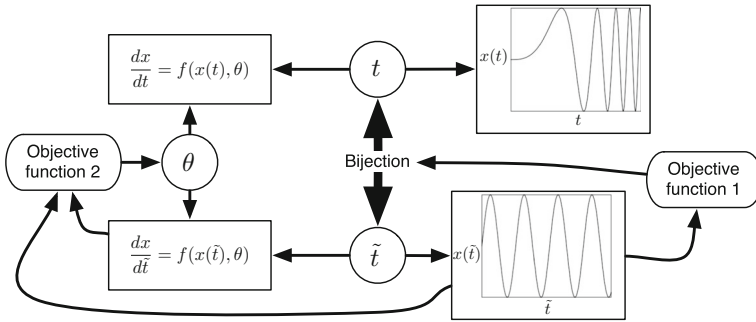 dx/dt = f(x(t), θ)
t
x(t)
t
Objective
function 2
θ
Bijection
Objective
function 1
dx/dt̃ = f(x(t̃), θ)
t̃
x(t̃)
t̃